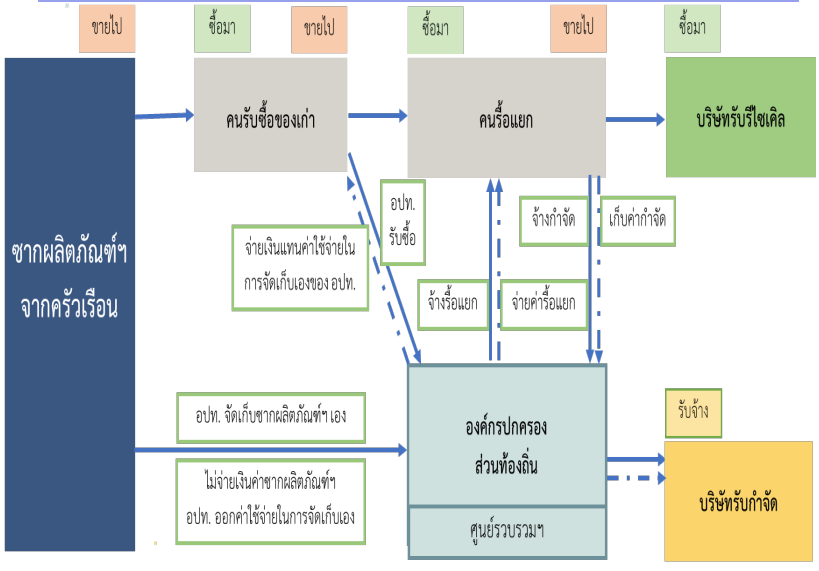 ขายไป
ซื้อมา
ขายไป
ซื้อมา
ขายไป
ซื้อมา
ซากผลิตภัณฑ์ฯ
จากครัวเรือน
คนรับซื้อของเก่า
คนรื้อแยก
บริษัทรับรีไซเคิล
อปท.
รับซื้อ
จ่ายเงินแทนค่าใช้จ่ายใน
การจัดเก็บเองของ อปท.
จ้างรื้อแยก
จ่ายค่ารื้อแยก
จ้างกำจัด
เก็บค่ากำจัด
อปท. จัดเก็บซากผลิตภัณฑ์ฯ เอง
ไม่จ่ายเงินค่าซากผลิตภัณฑ์ฯ
อปท. ออกค่าใช้จ่ายในการจัดเก็บเอง
องค์กรปกครอง
ส่วนท้องถิ่น
ศูนย์รวบรวมฯ
รับจ้าง
บริษัทรับกำจัด